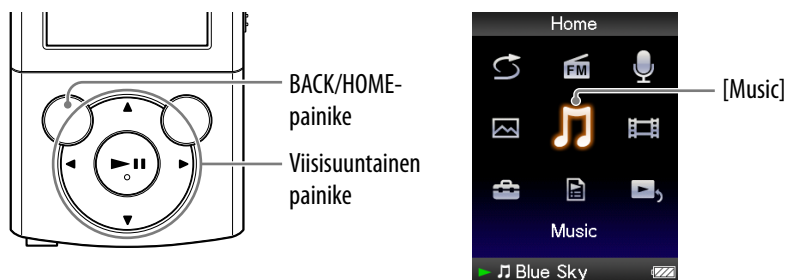 BACK/HOME-
painike
Viisisuuntainen
painike
Home
FM
[Music]
Music
Blue Sky